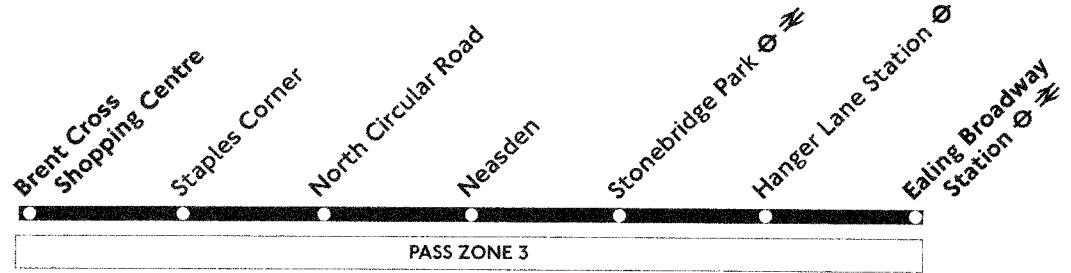 Brent Cross
Shopping Centre
Staples Corner
North Circular Road
Neasden
Stonebridge Park
Hanger Lane Station
Ealing Broadway
Station
PASS ZONE 3